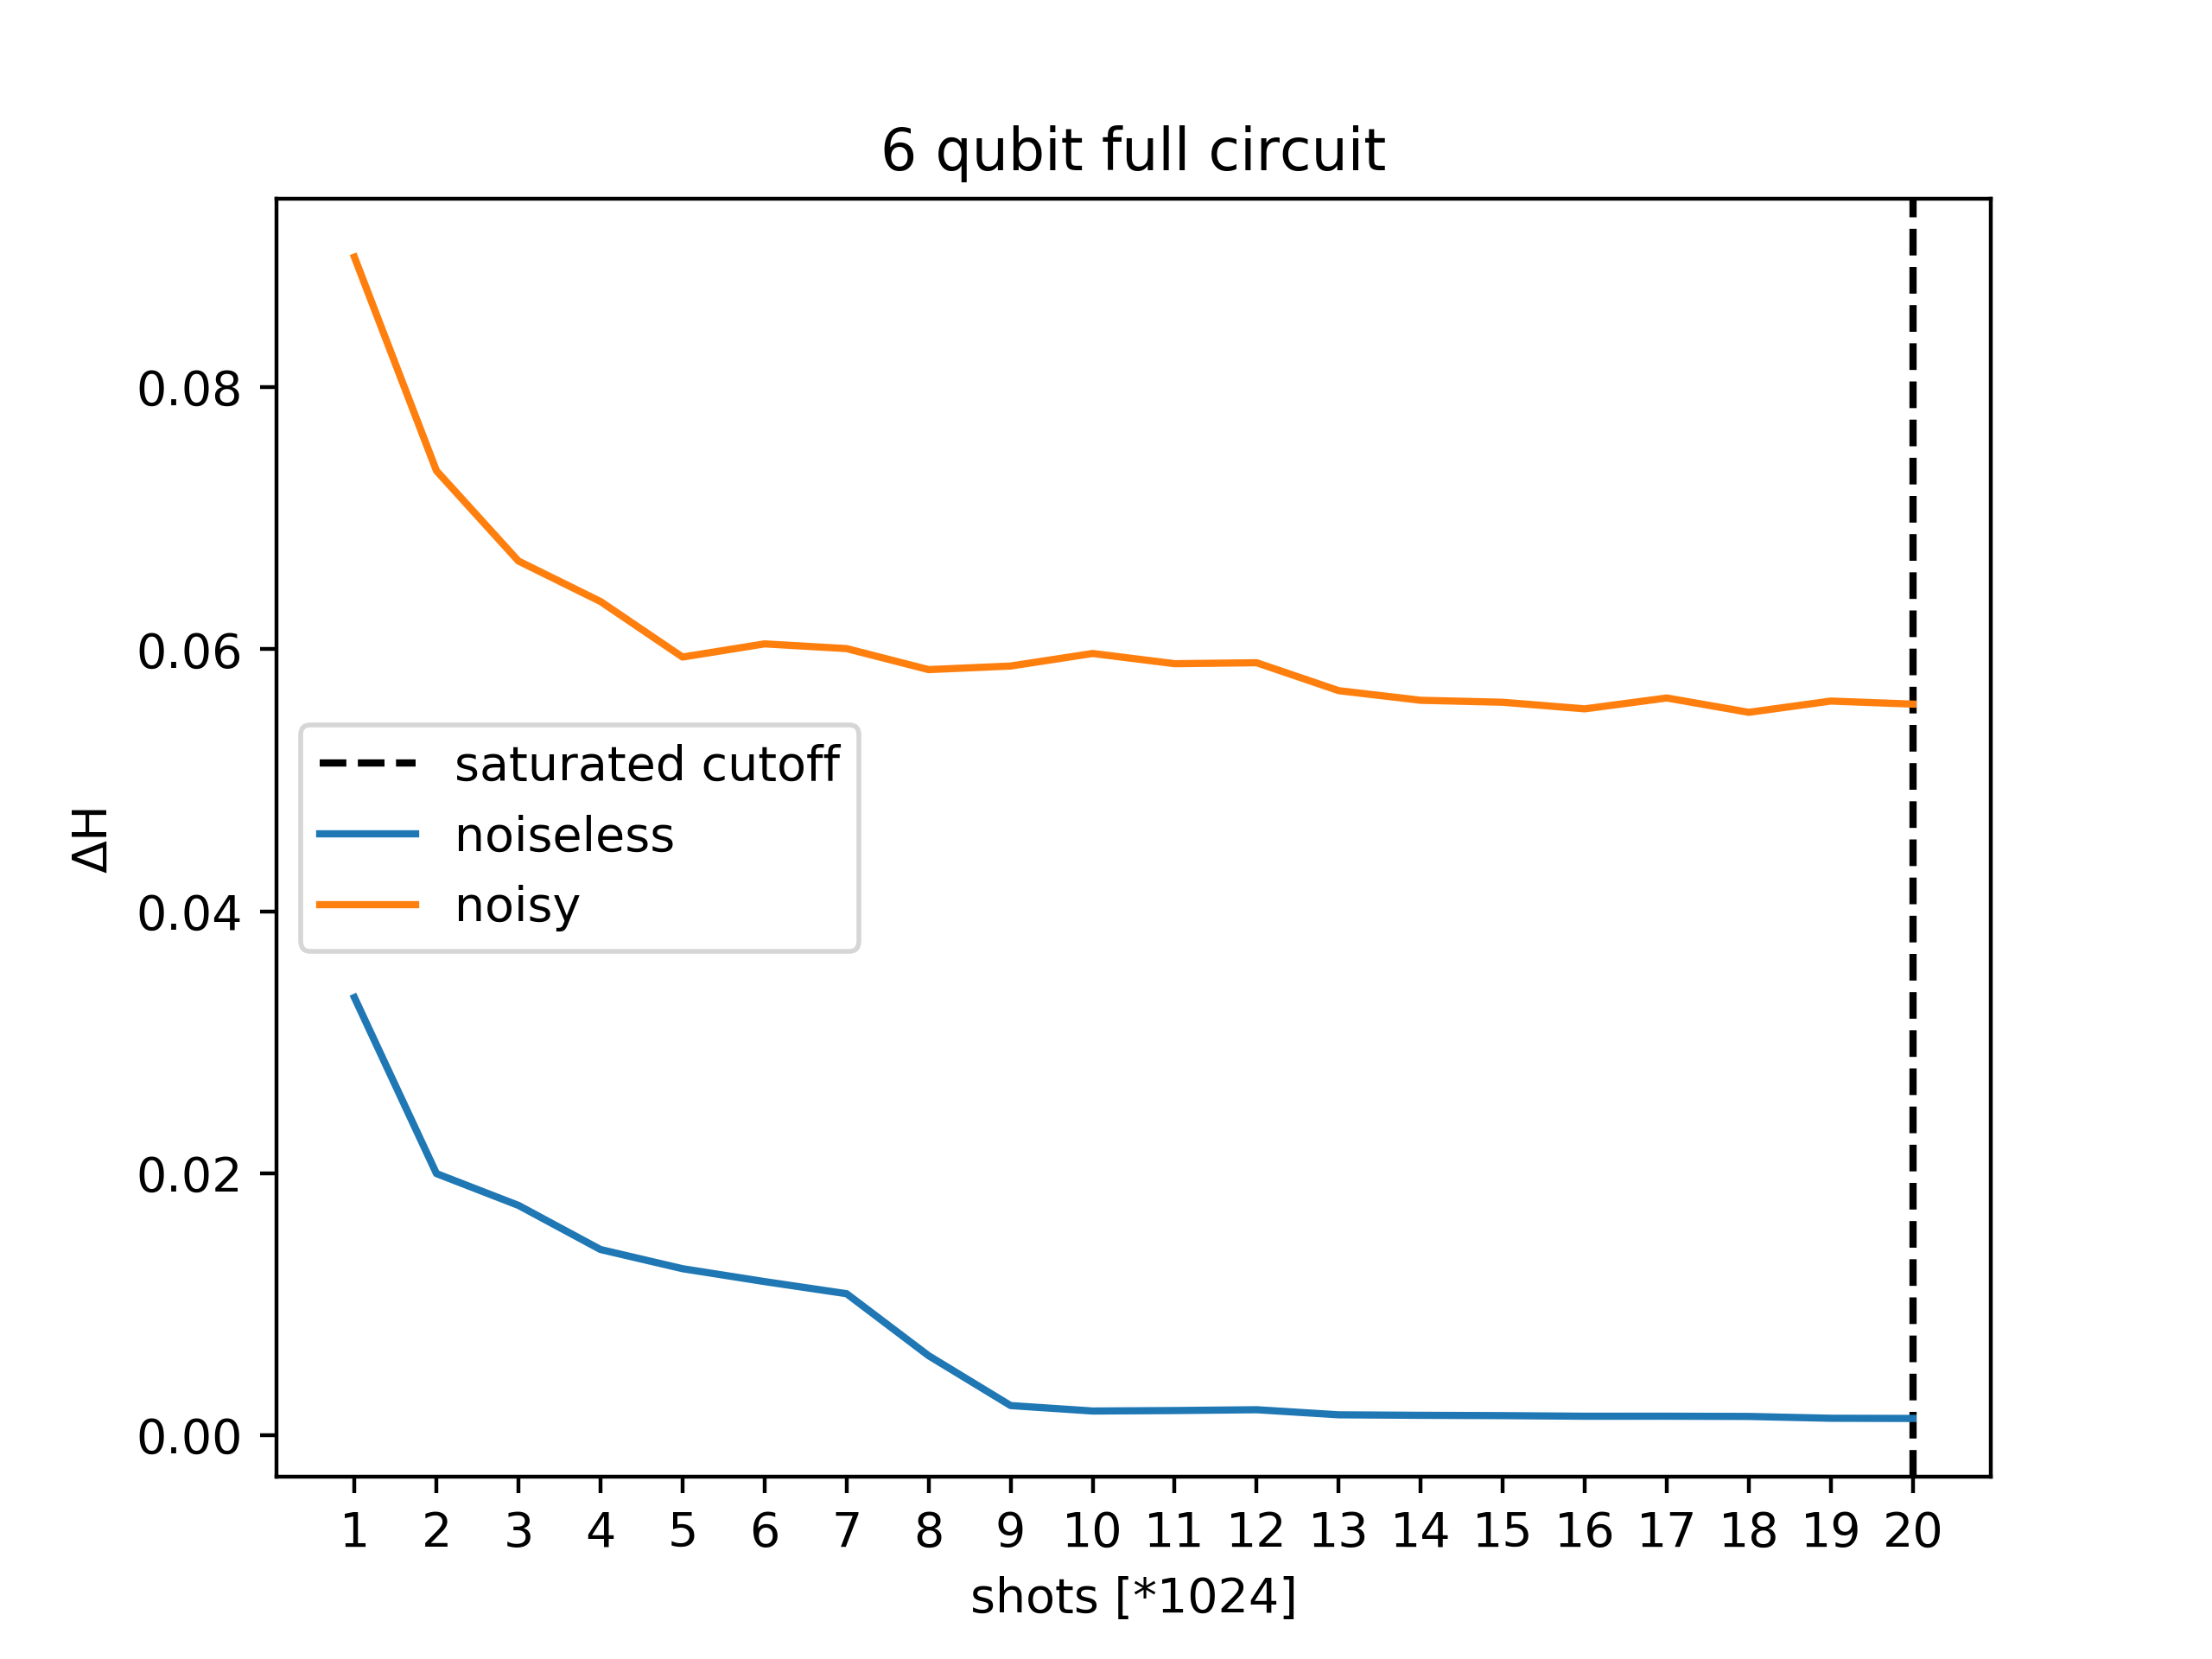 6 qubit full circuit
0.08
0.06
0.04
0.02
0.00
ΔH
saturated cutoff
noiseless
noisy
1 2 3 4 5 6 7 8 9 10 11 12 13 14 15 16 17 18 19 20
shots [*1024]